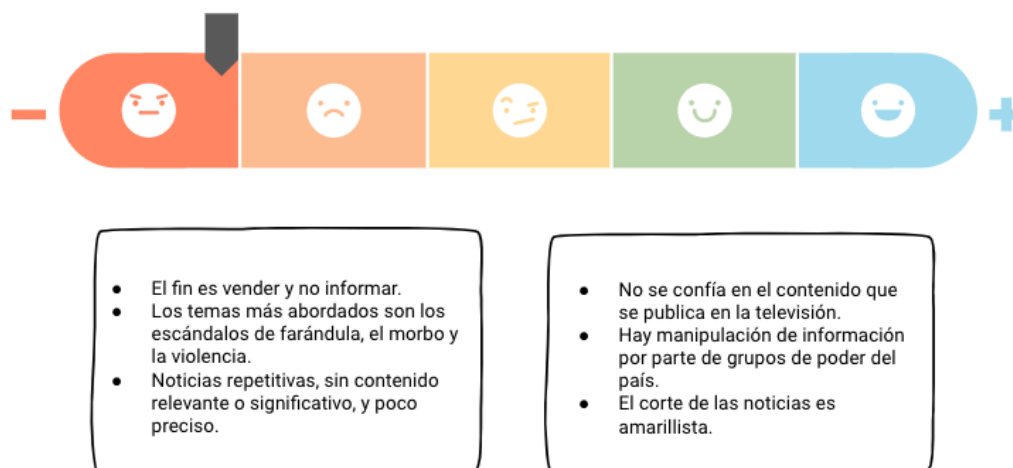 ● El fin es vender y no informar.
● Los temas más abordados son los
escándalos de farándula, el morbo y
la violencia.
● Noticias repetitivas, sin contenido
relevante o significativo, y poco
preciso.
● No se confía en el contenido que
se publica en la televisión.
● Hay manipulación de información
por parte de grupos de poder del
país.
● El corte de las noticias es
amarillista.